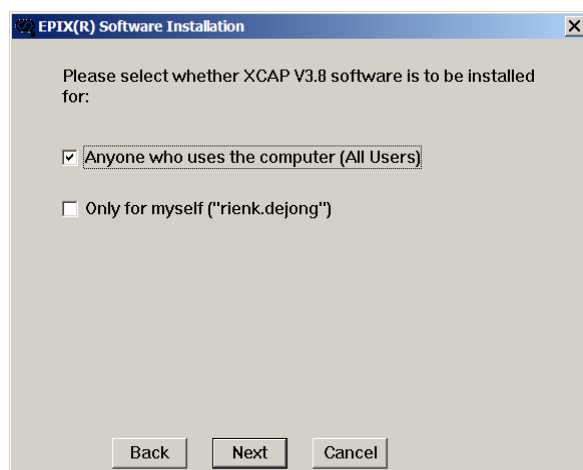 EPIX(R) Software Installation
Please select whether XCAP V3.8 software is to be installed
for:
Anyone who uses the computer (All Users)
Only for myself ("rienk.dejong")
Back Next Cancel